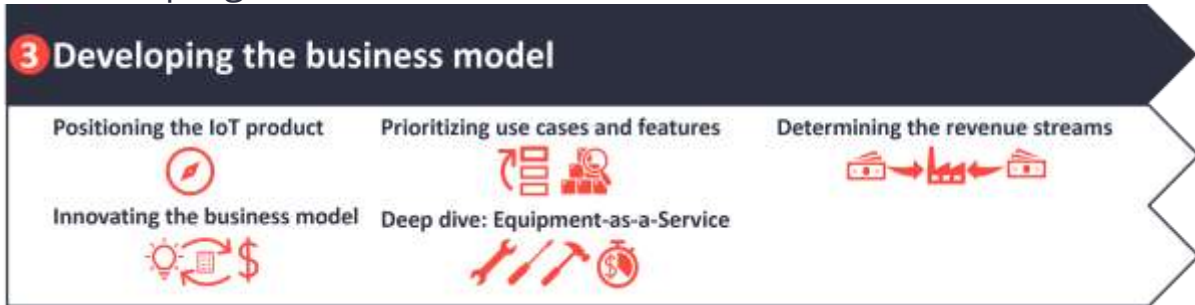 3 Developing the business model
Positioning the IoT product
Prioritizing use cases and features
Determining the revenue streams
Innovating the business model
Deep dive: Equipment-as-a-Service